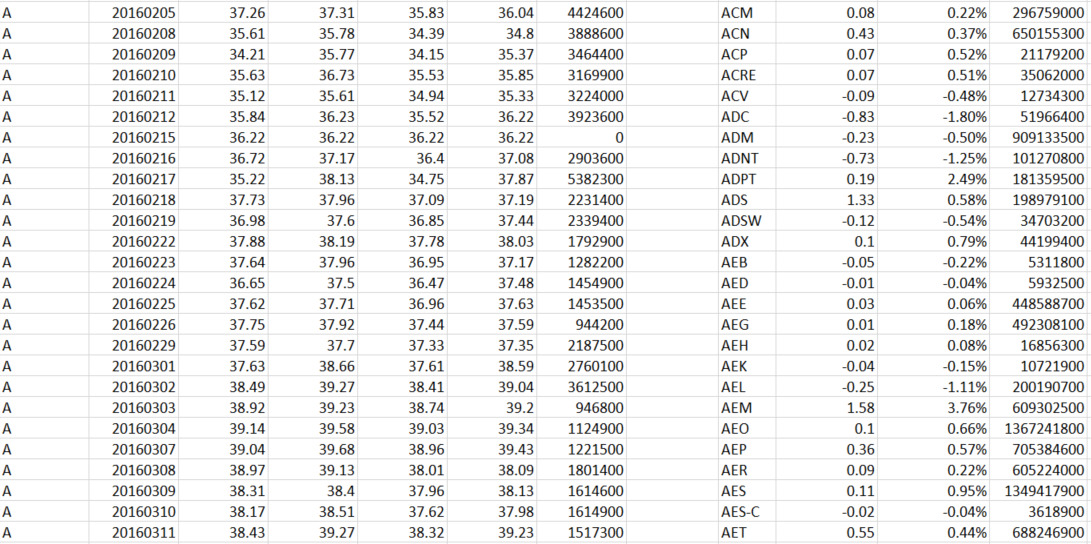 A 20160205 37.26 37.31 35.83 36.04 4424600 ACM 0.08 0.22% 296759000
A 20160208 35.61 35.78 34.39 34.8 3888600 ACN 0.43 0.37% 650155300
A 20160209 34.21 35.77 34.15 35.37 3464400 ACP 0.07 0.52% 21179200
A 20160210 35.63 36.73 35.53 35.85 3169900 ACRE 0.07 0.51% 35062000
A 20160211 35.12 35.61 34.94 35.33 3224000 ACV -0.09 -0.48% 12734300
A 20160212 35.84 36.23 35.52 36.22 3923600 ADC -0.83 -1.80% 51966400
A 20160215 36.22 36.22 36.22 36.22 0 ADM -0.23 -0.50% 909133500
A 20160216 36.72 37.17 36.4 37.08 2903600 ADNT -0.73 -1.25% 101270800
A 20160217 35.22 38.13 34.75 37.87 5382300 ADPT 0.19 2.49% 181359500
A 20160218 37.73 37.96 37.09 37.19 2231400 ADS 1.33 0.58% 198979100
A 20160219 36.98 37.6 36.85 37.44 2339400 ADSW -0.12 -0.54% 34703200
A 20160222 37.88 38.19 37.78 38.03 1792900 ADX 0.1 0.79% 44199400
A 20160223 37.64 37.96 36.95 37.17 1282200 AEB -0.05 -0.22% 5311800
A 20160224 36.65 37.5 36.47 37.48 1454900 AED -0.01 -0.04% 5932500
A 20160225 37.62 37.71 36.96 37.63 1453500 AEE 0.03 0.06% 448588700
A 20160226 37.75 37.92 37.44 37.59 944200 AEG 0.01 0.18% 492308100
A 20160229 37.59 37.7 37.33 37.35 2187500 AEH 0.02 0.08% 16856300
A 20160301 37.63 38.66 37.61 38.59 2760100 AEK -0.04 -0.15% 10721900
A 20160302 38.49 39.27 38.41 39.04 3612500 AEL -0.25 -1.11% 200190700
A 20160303 38.92 39.23 38.74 39.2 946800 AEM 1.58 3.76% 609302500
A 20160304 39.14 39.58 39.03 39.34 1124900 AEO 0.1 0.66% 1367241800
A 20160307 39.04 39.68 38.96 39.43 1221500 AEP 0.36 0.57% 705384600
A 20160308 38.97 39.13 38.01 38.09 1801400 AER 0.09 0.22% 605224000
A 20160309 38.31 38.4 37.96 38.13 1614600 AES 0.11 0.95% 1349417900
A 20160310 38.17 38.51 37.62 37.98 1614900 AES-C -0.02 -0.04% 3618900
A 20160311 38.43 39.27 38.32 39.23 1517300 AET 0.55 0.44% 688246900